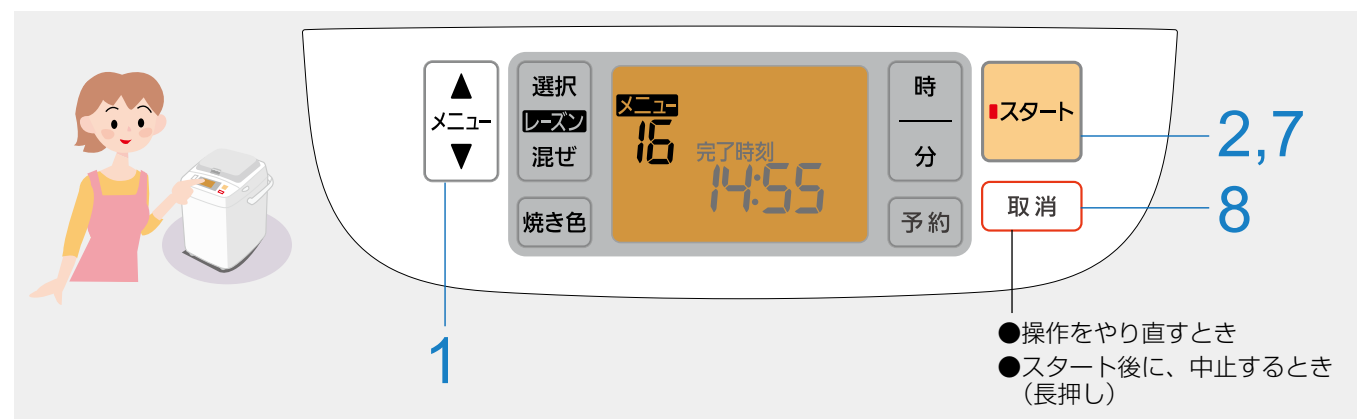 ▲
メニュー
▼
選択
レーズン
混ぜ
焼き色
メニュー
16
完了時刻
14:55
時
分
予約
スタート
取消
2,7
8
1
●操作をやり直すとき
●スタート後に、中止するとき
（長押し）